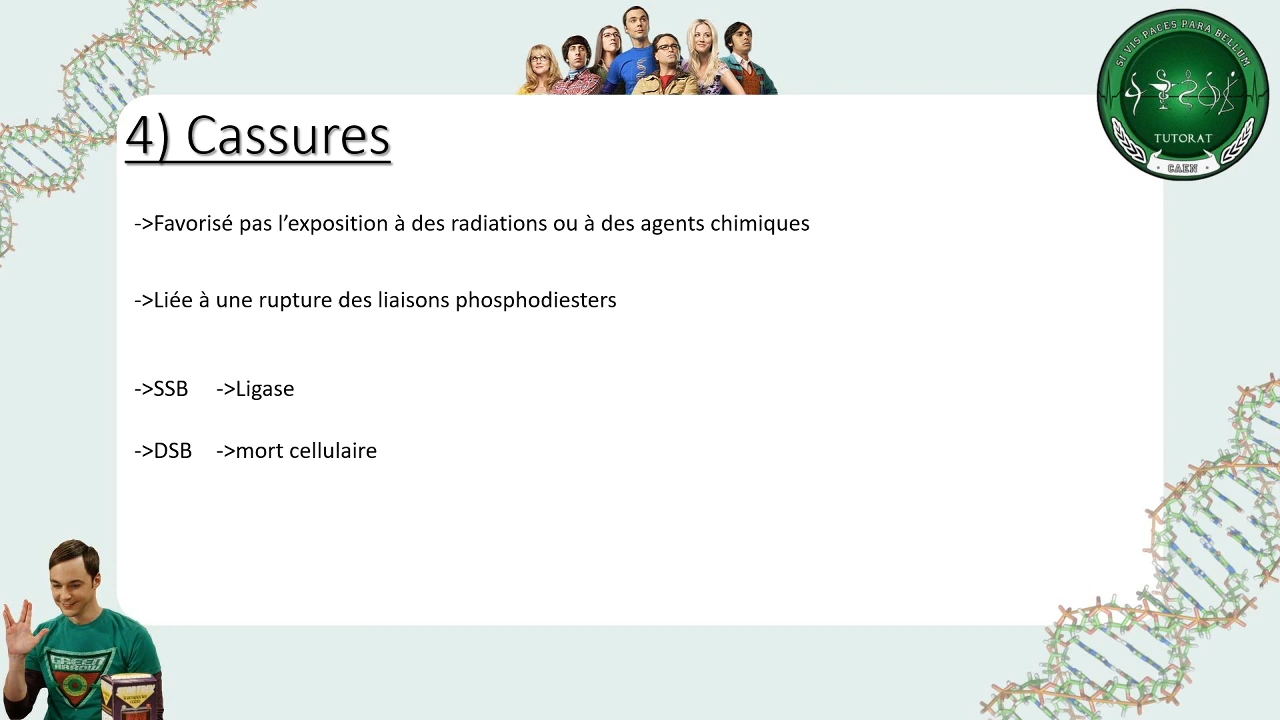 SI VIS PACES PARA BELLUM
TUTORAT
CAEN
4) Cassures
->Favorisé pas l’exposition à des radiations ou à des agents chimiques
->Liée à une rupture des liaisons phosphodiesters
->SSB ->Ligase
->DSB ->mort cellulaire
GREEN